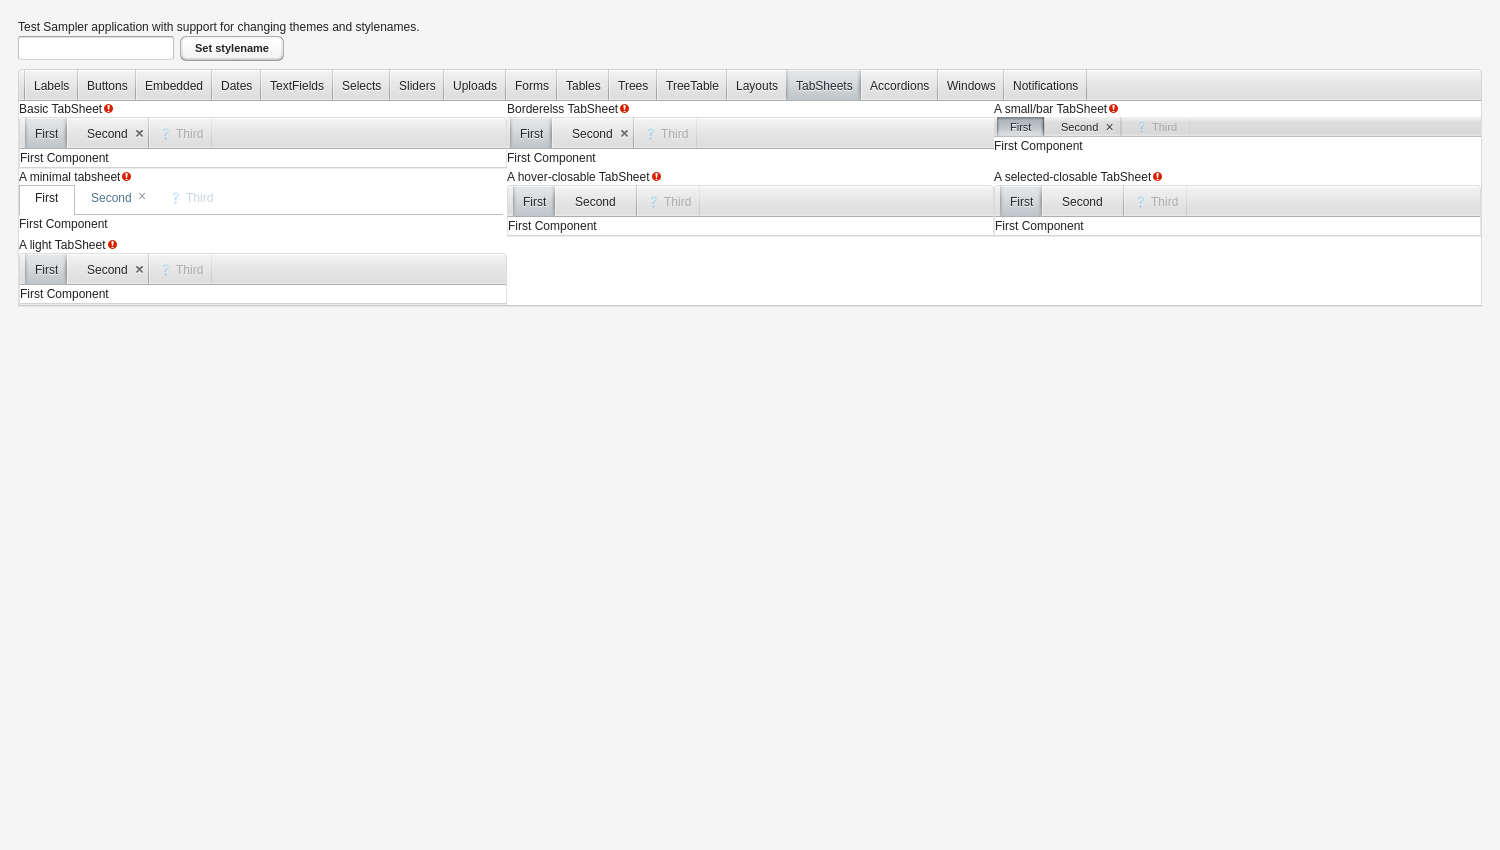 Test Sampler application with support for changing themes and stylenames.
Set stylename
Labels Buttons Embedded Dates TextFields Selects Sliders Uploads Forms Tables Trees TreeTable Layouts TabSheets Accordions Windows Notifications
Basic TabSheet Borderelss TabSheet A small/bar TabSheet
First Second Third First Second Third First Second Third
First Component First Component First Component
A minimal tabsheet A hover-closable TabSheet A selected-closable TabSheet
First Second Third First Second Third First Second Third
First Component First Component First Component
A light TabSheet
First Second Third
First Component